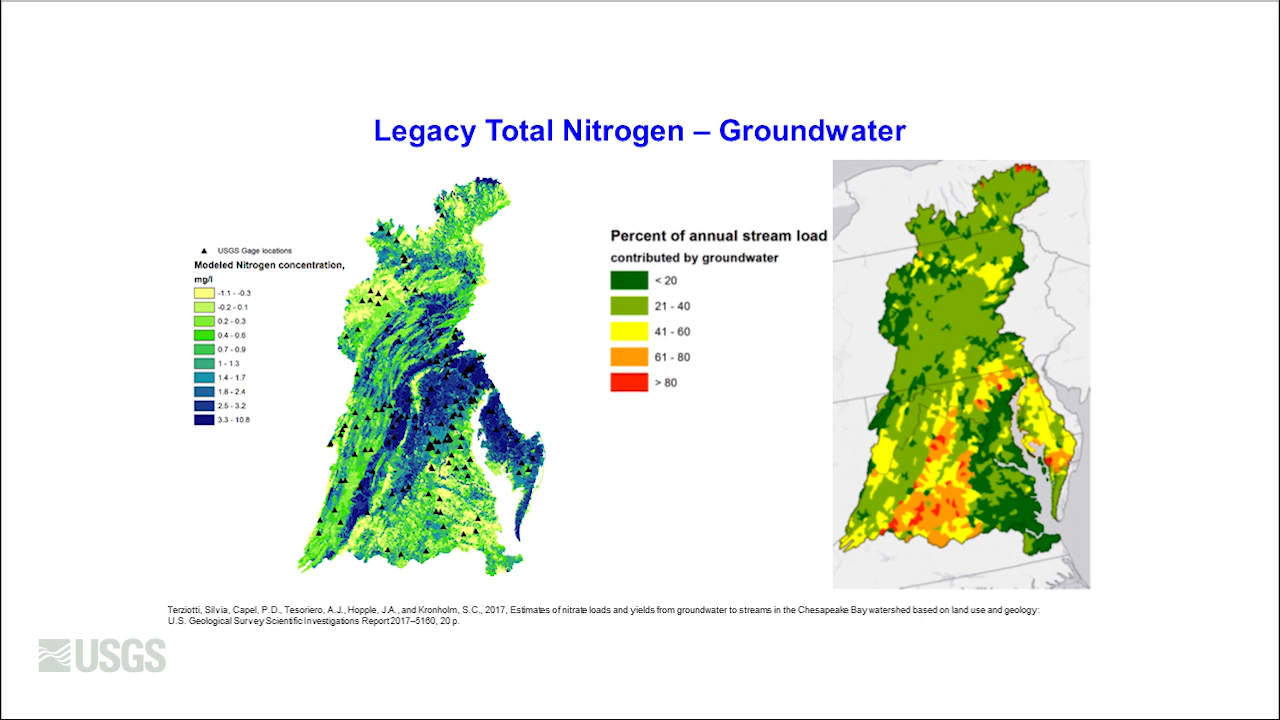 Legacy Total Nitrogen – Groundwater
USGS Gage locations
Modeled Nitrogen concentration,
mg/l
-1.1 - -0.3
-0.2 - 0.1
0.2 - 0.3
0.4 - 0.6
0.7 - 0.9
1 - 1.3
1.4 - 1.7
1.8 - 2.4
2.5 - 3.2
3.3 - 10.8
Percent of annual stream load
contributed by groundwater
< 20
21 - 40
41 - 60
61 - 80
> 80
Terziotti, Silvia, Capel, P.D., Tesoriero, A.J., Hopple, J.A., and Kronholm, S.C., 2017, Estimates of nitrate loads and yields from groundwater to streams in the Chesapeake Bay watershed based on land use and geology:
U.S. Geological Survey Scientific Investigations Report 2017–5160, 20 p.
USGS